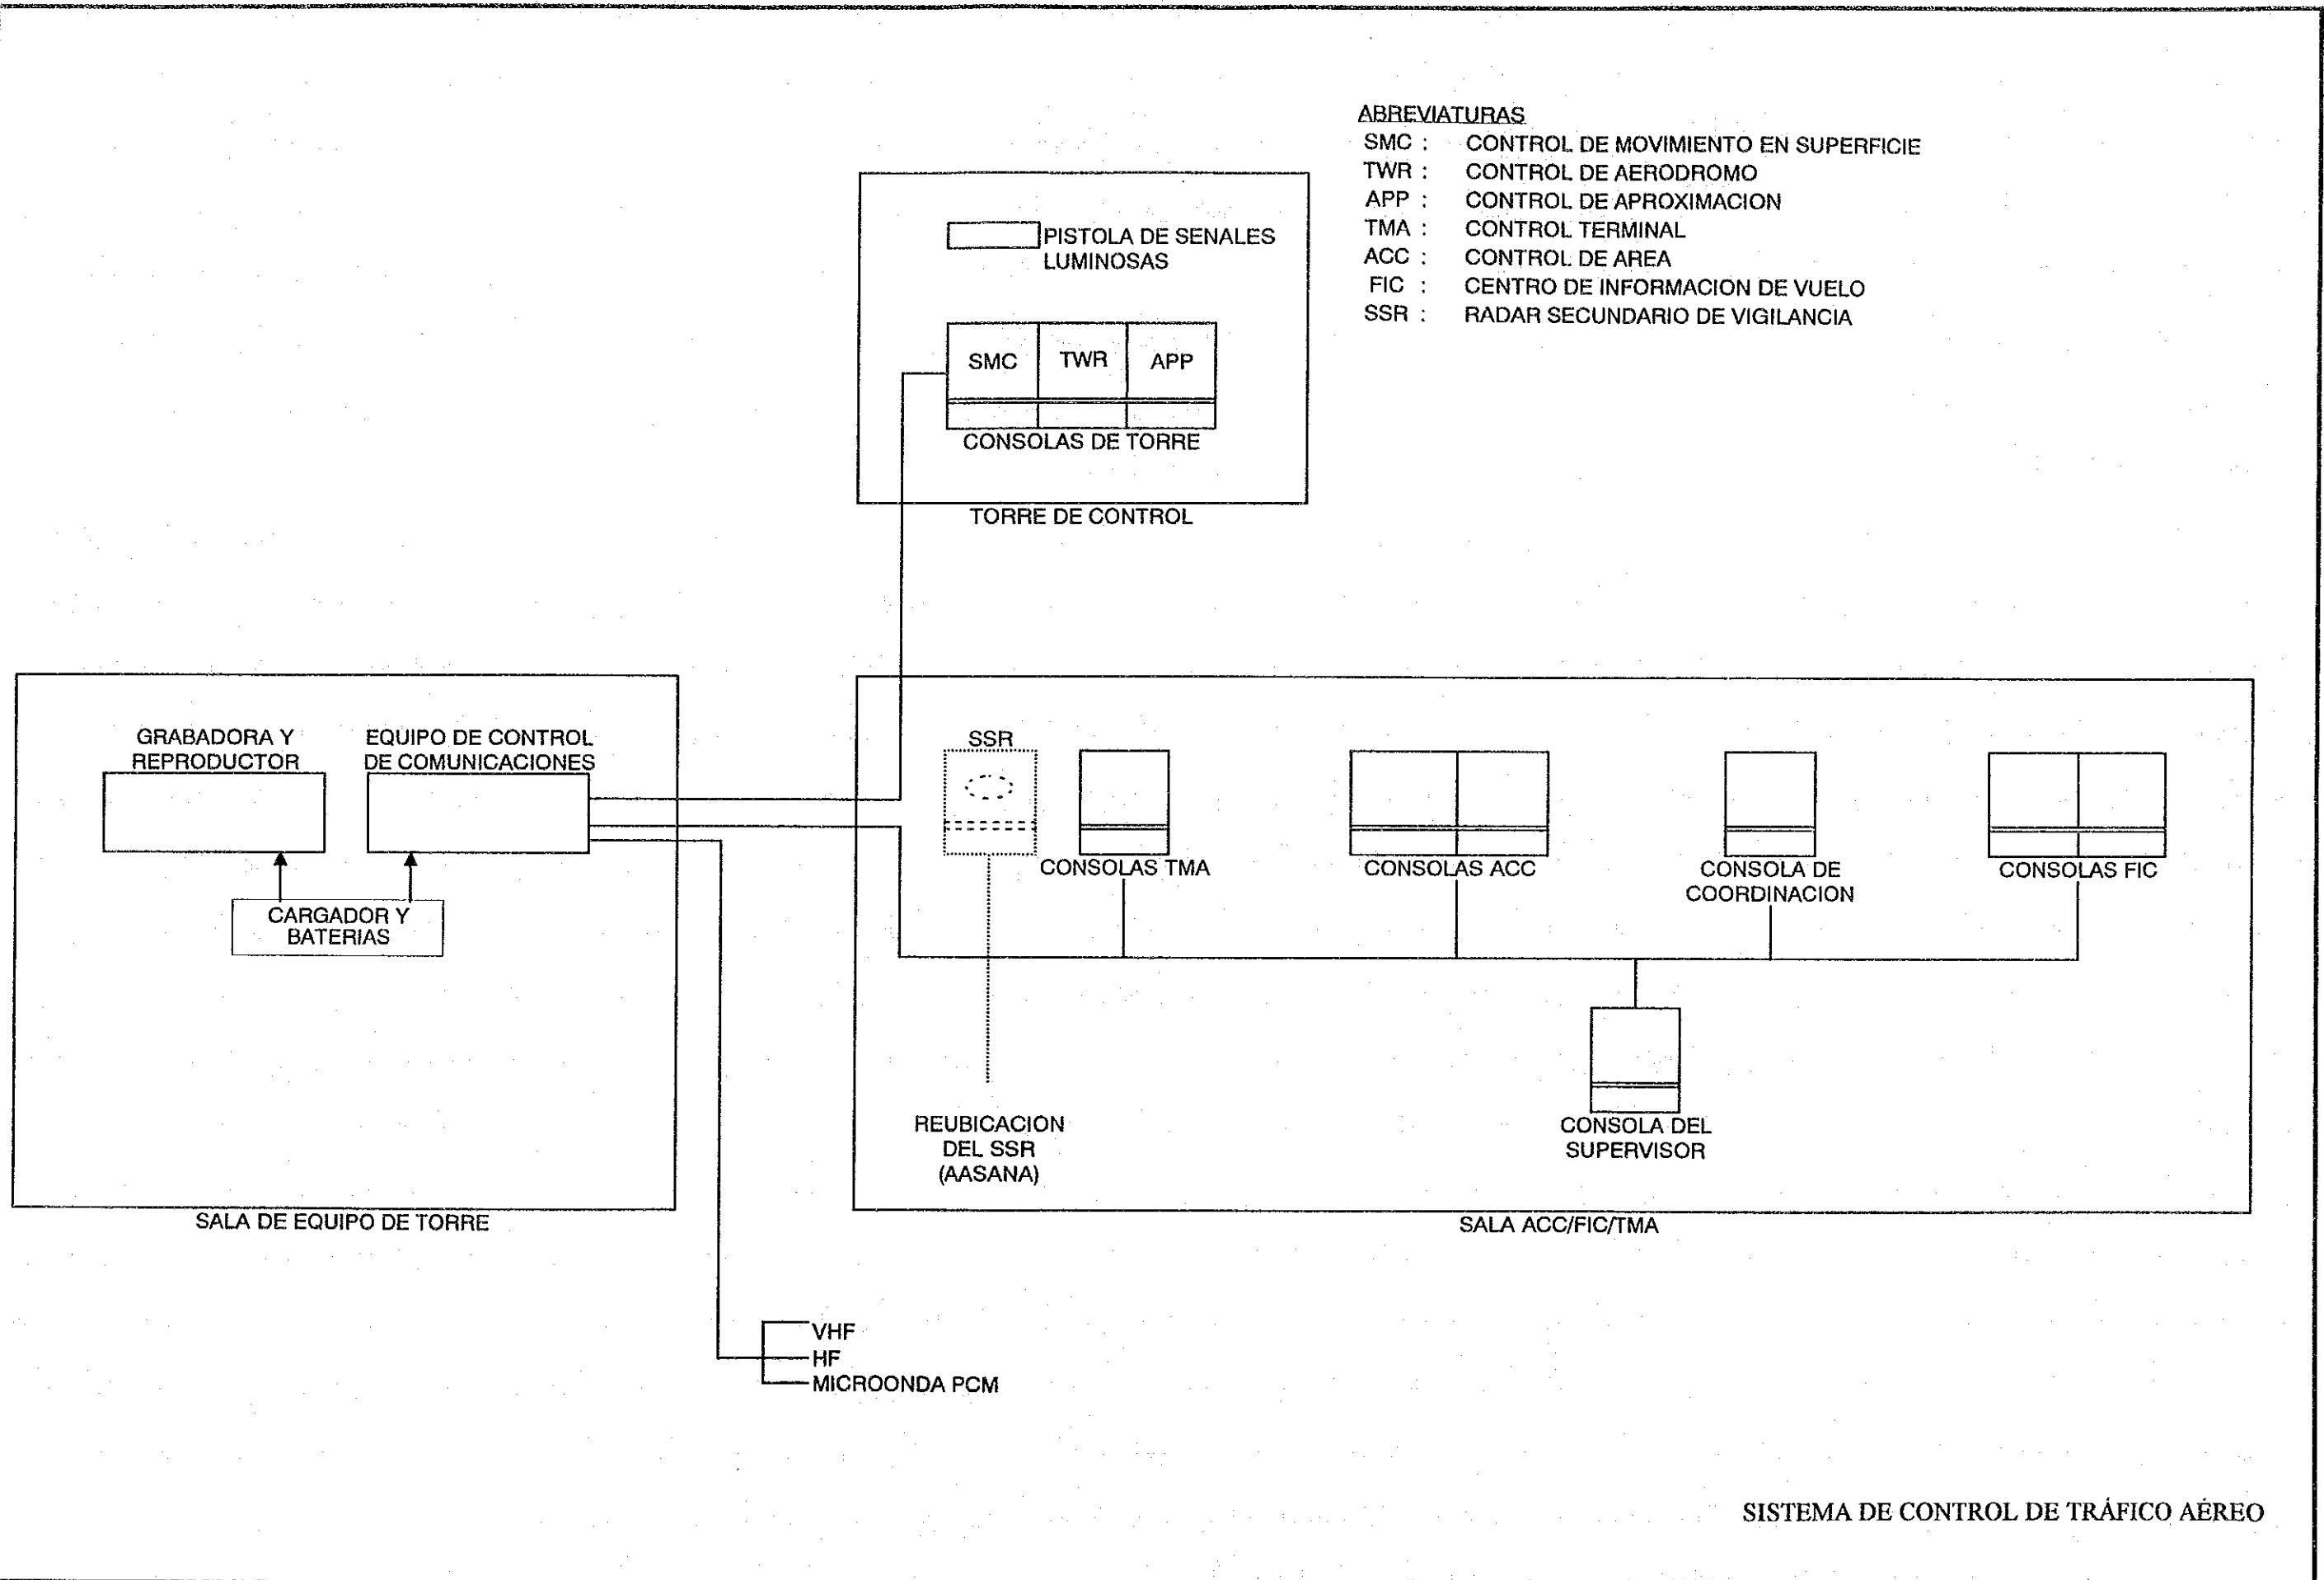 ABREVIATURAS
SMC : CONTROL DE MOVIMIENTO EN SUPERFICIE
TWR : CONTROL DE AERODROMO
APP : CONTROL DE APROXIMACION
TMA : CONTROL TERMINAL
ACC : CONTROL DE AREA
FIC : CENTRO DE INFORMACION DE VUELO
SSR : RADAR SECUNDARIO DE VIGILANCIA
PISTOLA DE SENALES
LUMINOSAS
SMC TWR APP
CONSOLAS DE TORRE
TORRE DE CONTROL
GRABADORA Y
REPRODUCTOR
EQUIPO DE CONTROL
DE COMUNICACIONES
CARGADOR Y
BATERIAS
SALA DE EQUIPO DE TORRE
SSR
CONSOLAS TMA
CONSOLAS ACC
CONSOLA DE
COORDINACION
CONSOLAS FIC
REUBICACION
DEL SSR
(AASANA)
CONSOLA DEL
SUPERVISOR
SALA ACC/FIC/TMA
VHF
HF
MICROONDA PCM
SISTEMA DE CONTROL DE TRÁFICO AÉREO